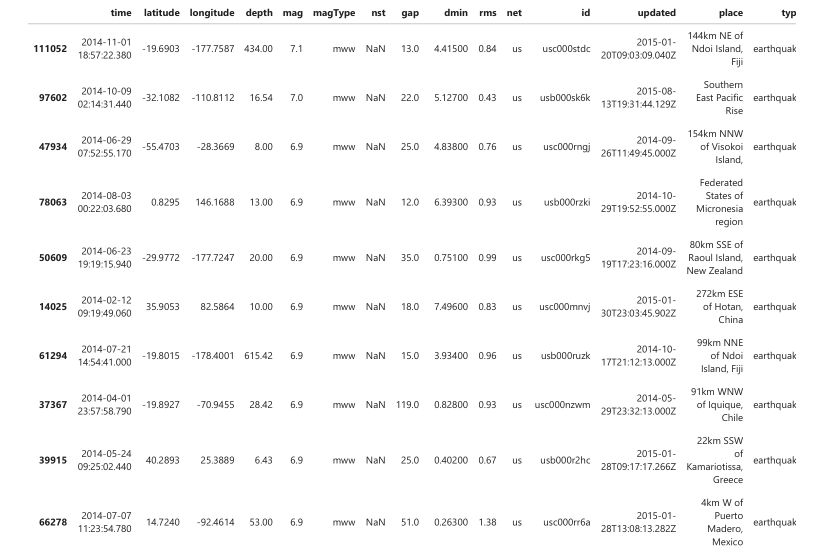 time latitude longitude depth mag magType nst gap dmin rms net id updated place typ
111052 2014-11-01 18:57:22.380 -19.6903 -177.7587 434.00 7.1 mww NaN 13.0 4.41500 0.84 us usc000stdc 2015-01-20T09:03:09.040Z 144km NE of Ndoi Island, Fiji earthquak
97602 2014-10-09 02:14:31.440 -32.1082 -110.8112 16.54 7.0 mww NaN 22.0 5.12700 0.43 us usb000sk6k 2015-08-13T19:31:44.129Z Southern East Pacific Rise earthquak
47934 2014-06-29 07:52:55.170 -55.4703 -28.3669 8.00 6.9 mww NaN 25.0 4.83800 0.76 us usc000rngj 2014-09-26T11:49:45.000Z 154km NNW of Visokoi Island, earthquak
78063 2014-08-03 00:22:03.680 0.8295 146.1688 13.00 6.9 mww NaN 12.0 6.39300 0.93 us usb000rzki 2014-10-29T19:52:55.000Z Federated States of Micronesia region earthquak
50609 2014-06-23 19:19:15.940 -29.9772 -177.7247 20.00 6.9 mww NaN 35.0 0.75100 0.99 us usc000rkg5 2014-09-19T17:23:16.000Z 80km SSE of Raoul Island, New Zealand earthquak
14025 2014-02-12 09:19:49.060 35.9053 82.5864 10.00 6.9 mww NaN 18.0 7.49600 0.83 us usc000mnvj 2015-01-30T23:03:45.902Z 272km ESE of Hotan, China earthquak
61294 2014-07-21 14:54:41.000 -19.8015 -178.4001 615.42 6.9 mww NaN 15.0 3.93400 0.96 us usb000ruzk 2014-10-17T21:12:13.000Z 99km NNE of Ndoi Island, Fiji earthquak
37367 2014-04-01 23:57:58.790 -19.8927 -70.9455 28.42 6.9 mww NaN 119.0 0.82800 0.93 us usc000nzwm 2014-05-29T23:32:13.000Z 91km WNW of Iquique, Chile earthquak
39915 2014-05-24 09:25:02.440 40.2893 25.3889 6.43 6.9 mww NaN 25.0 0.40200 0.67 us usb000r2hc 2015-01-28T09:17:17.266Z 22km SSW of Kamariotissa, Greece earthquak
66278 2014-07-07 11:23:54.780 14.7240 -92.4614 53.00 6.9 mww NaN 51.0 0.26300 1.38 us usc000rr6a 2015-01-28T13:08:13.282Z 4km W of Puerto Madero, Mexico earthquak